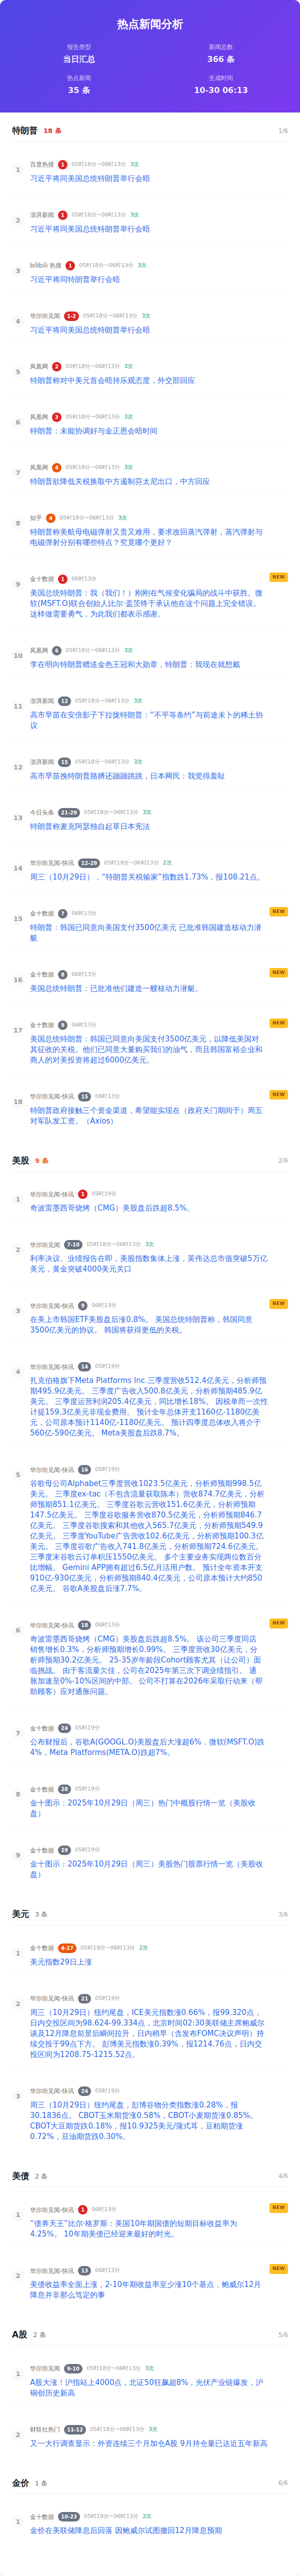 热点新闻分析
报告类型
当日汇总
新闻总数
366 条
热点新闻
35 条
生成时间
10-30 06:13
特朗普 18 条 1/6
1 百度热搜 1 05时18分~06时13分 3次
习近平将同美国总统特朗普举行会晤
2 澎湃新闻 1 05时18分~06时13分 3次
习近平将同美国总统特朗普举行会晤
3 bilibili 热搜 1 05时18分~06时13分 3次
习近平将同特朗普举行会晤
4 华尔街见闻 1-2 05时18分~06时13分 3次
习近平将同美国总统特朗普举行会晤
5 凤凰网 2 05时18分~06时13分 3次
特朗普称对中美元首会晤持乐观态度，外交部回应
6 凤凰网 3 05时18分~06时13分 3次
特朗普：未能协调好与金正恩会晤时间
7 凤凰网 4 05时18分~06时13分 3次
特朗普欲降低关税换取中方遏制芬太尼出口，中方回应
8 知乎 4 05时18分~06时13分 3次
特朗普称美航母电磁弹射又贵又难用，要求改回蒸汽弹射，蒸汽弹射与
电磁弹射分别有哪些特点？究竟哪个更好？
9 金十数据 1 06时13分 NEW
美国总统特朗普：我（我们！）刚刚在气候变化骗局的战斗中获胜。微
软(MSFT.O)联合创始人比尔·盖茨终于承认他在这个问题上完全错误。
这样做需要勇气，为此我们都表示感谢。
10 凤凰网 6 05时18分~06时13分 3次
李在明向特朗普赠送金色王冠和大勋章，特朗普：我现在就想戴
11 澎湃新闻 12 05时18分~06时13分 3次
高市早苗在安倍影子下拉拢特朗普：“不平等条约”与前途未卜的稀土协
议
12 澎湃新闻 15 05时18分~06时13分 3次
高市早苗挽特朗普胳膊还蹦蹦跳跳，日本网民：我觉得羞耻
13 今日头条 21-29 05时18分~06时13分 3次
特朗普称麦克阿瑟独自起草日本宪法
14 华尔街见闻-快讯 12-29 05时19分~06时13分 2次
周三（10月29日），“特朗普关税输家”指数跌1.73%，报108.21点。
15 金十数据 7 06时13分 NEW
特朗普：韩国已同意向美国支付3500亿美元 已批准韩国建造核动力潜
艇
16 金十数据 8 06时13分 NEW
美国总统特朗普：已批准他们建造一艘核动力潜艇。
17 金十数据 9 06时13分 NEW
美国总统特朗普：韩国已同意向美国支付3500亿美元，以降低美国对
其征收的关税。他们已同意大量购买我们的油气，而且韩国富裕企业和
商人的对美投资将超过6000亿美元。
18 华尔街见闻-快讯 15 06时13分 NEW
特朗普政府接触三个资金渠道，希望能实现在（政府关门期间于）周五
对军队发工资。（Axios）
美股 9 条 2/6
1 华尔街见闻-快讯 1 05时19分
奇波雷墨西哥烧烤（CMG）美股盘后跌超8.5%。
2 华尔街见闻 7-10 05时18分~06时13分 3次
利率决议、业绩报告在即，美股指数集体上涨，英伟达总市值突破5万亿
美元，黄金突破4000美元关口
3 华尔街见闻-快讯 9 06时13分 NEW
在美上市韩国ETF美股盘后涨0.8%。 美国总统特朗普称，韩国同意
3500亿美元的协议。 韩国将获得更低的关税。
4 华尔街见闻-快讯 14 05时19分
扎克伯格旗下Meta Platforms Inc.三季度营收512.4亿美元，分析师预
期495.9亿美元。 三季度广告收入500.8亿美元，分析师预期485.9亿
美元。 三季度运营利润205.4亿美元，同比增长18%。 因税单而一次性
计提159.3亿美元非现金费用。 预计全年总体开支1160亿-1180亿美
元，公司原本预计1140亿-1180亿美元。 预计四季度总体收入将介于
560亿-590亿美元。 Meta美股盘后跌8.7%。
5 华尔街见闻-快讯 16 05时19分
谷歌母公司Alphabet三季度营收1023.5亿美元，分析师预期998.5亿
美元。 三季度ex-tac（不包含流量获取陈本）营收874.7亿美元，分析
师预期851.1亿美元。 三季度谷歌云营收151.6亿美元，分析师预期
147.5亿美元。 三季度谷歌服务营收870.5亿美元，分析师预期846.7
亿美元。 三季度谷歌搜索和其他收入565.7亿美元，分析师预期549.9
亿美元。 三季度YouTube广告营收102.6亿美元，分析师预期100.3亿
美元。 三季度谷歌广告收入741.8亿美元，分析师预期724.6亿美元。
三季度末谷歌云订单积压1550亿美元。 多个主要业务实现两位数百分
比增幅。 Gemini APP拥有超过6.5亿月活用户数。 预计全年资本开支
910亿-930亿美元，分析师预期840.4亿美元，公司原本预计大约850
亿美元。 谷歌A美股盘后涨7.7%。
6 华尔街见闻-快讯 18 06时13分 NEW
奇波雷墨西哥烧烤（CMG）美股盘后跌超8.5%。 该公司三季度同店
销售增长0.3%，分析师预期增长0.99%。 三季度营收30亿美元，分
析师预期30.2亿美元。 25-35岁年龄段Cohort顾客尤其（让公司）面
临挑战。 由于客流量欠佳，公司在2025年第三次下调业绩指引。 通
胀加速至0%-10%区间的中部。 公司不打算在2026年采取行动来（帮
助顾客）应对通胀问题。
7 金十数据 24 05时19分
公布财报后，谷歌A(GOOGL.O)美股盘后大涨超6%，微软(MSFT.O)跌
4%，Meta Platforms(META.O)跌超7%。
8 金十数据 28 05时19分
金十图示：2025年10月29日（周三）热门中概股行情一览（美股收
盘）
9 金十数据 29 05时19分
金十图示：2025年10月29日（周三）美股热门股票行情一览（美股收
盘）
美元 3 条 3/6
1 金十数据 4-17 05时19分~06时13分 2次
美元指数29日上涨
2 华尔街见闻-快讯 21 05时19分
周三（10月29日）纽约尾盘，ICE美元指数涨0.66%，报99.320点，
日内交投区间为98.624-99.334点，北京时间02:30美联储主席鲍威尔
谈及12月降息前景后瞬间拉升，日内稍早（含发布FOMC决议声明）持
续交投于99点下方。 彭博美元指数涨0.39%，报1214.76点，日内交
投区间为1208.75-1215.52点。
3 华尔街见闻-快讯 24 05时19分
周三（10月29日）纽约尾盘，彭博谷物分类指数涨0.28%，报
30.1836点。 CBOT玉米期货涨0.58%，CBOT小麦期货涨0.85%。
CBOT大豆期货跌0.18%，报10.9325美元/蒲式耳，豆粕期货涨
0.72%，豆油期货跌0.30%。
美债 2 条 4/6
1 华尔街见闻-快讯 1 06时13分 NEW
“债券天王”比尔·格罗斯：美国10年期国债的短期目标收益率为
4.25%。 10年期美债已经迎来最好的时光。
2 华尔街见闻-快讯 13 06时13分 NEW
美债收益率全面上涨，2-10年期收益率至少涨10个基点，鲍威尔12月
降息并非那么笃定的事
A股 2 条 5/6
1 华尔街见闻 9-10 05时18分~06时13分 3次
A股大涨！沪指站上4000点，北证50狂飙超8%，光伏产业链爆发，沪
铜创历史新高
2 财联社热门 11-12 05时18分~06时13分 3次
又一大行调查显示：外资连续三个月加仓A股 9月持仓量已达近五年新高
金价 1 条 6/6
1 金十数据 10-23 05时19分~06时13分 2次
金价在美联储降息后回落 因鲍威尔试图撤回12月降息预期